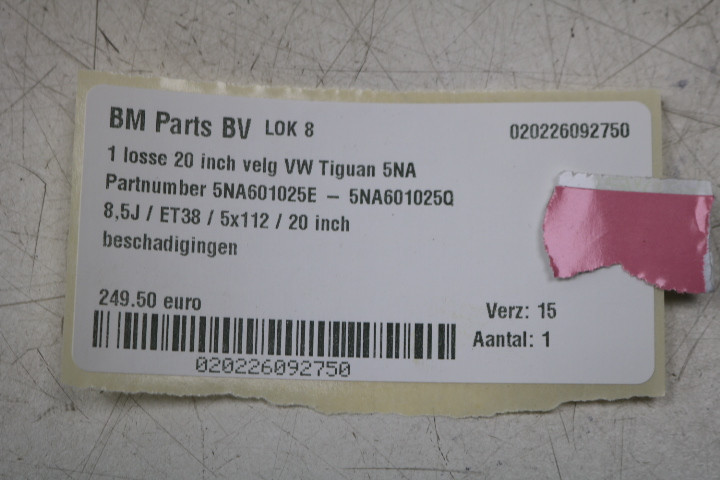 BM Parts BV LOK 8 020226092750
1 losse 20 inch velg VW Tiguan 5NA
Partnumber 5NA601025E – 5NA601025Q
8,5J / ET38 / 5x112 / 20 inch
beschadigingen
249.50 euro Verz: 15
Aantal: 1
020226092750